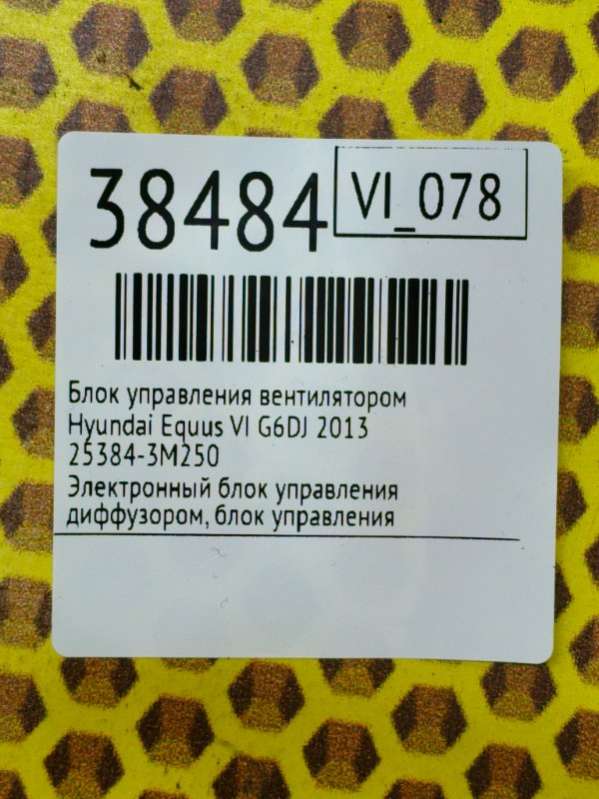 38484
VI_078
Блок управления вентилятором
Hyundai Equus VI G6DJ 2013
25384-3M250
Электронный блок управления
диффузором, блок управления